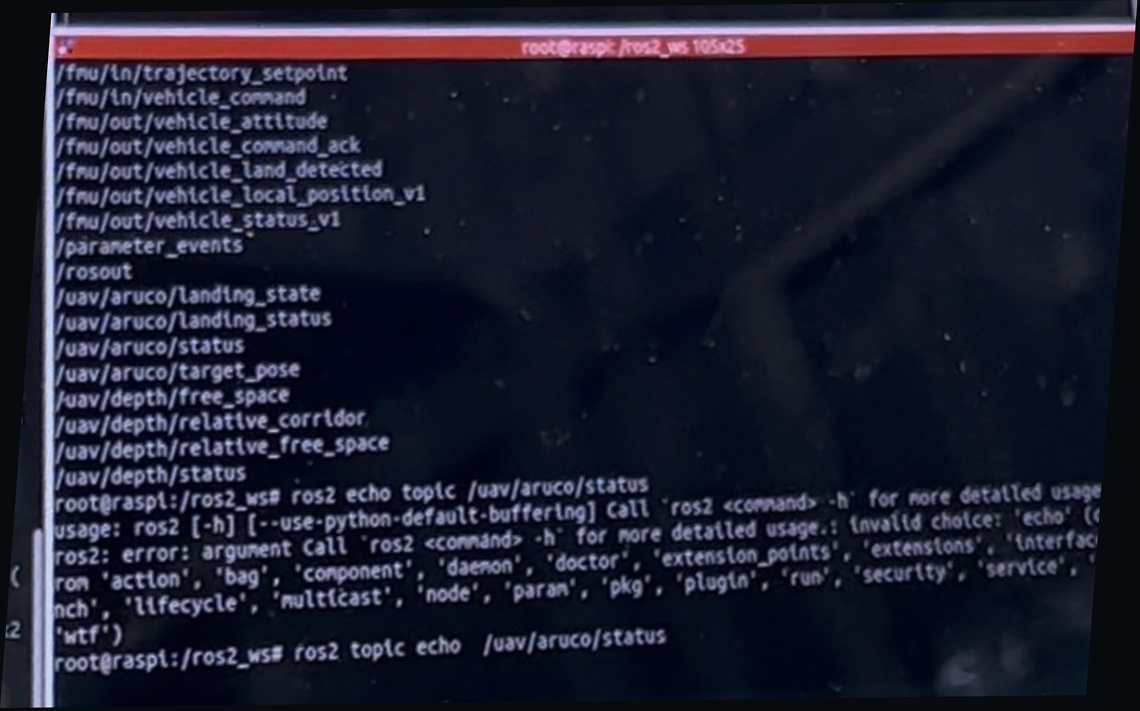 root@raspi: /ros2_ws 105x25
/fmu/in/trajectory_setpoint
/fmu/in/vehicle_command
/fmu/out/vehicle_attitude
/fmu/out/vehicle_command_ack
/fmu/out/vehicle_land_detected
/fmu/out/vehicle_local_position_v1
/fmu/out/vehicle_status_v1
/parameter_events
/rosout
/uav/aruco/landing_state
/uav/aruco/landing_status
/uav/aruco/status
/uav/aruco/target_pose
/uav/depth/free_space
/uav/depth/relative_corridor
/uav/depth/relative_free_space
/uav/depth/status
root@raspi:/ros2_ws# ros2 echo topic /uav/aruco/status
usage: ros2 [-h] [--use-python-default-buffering] Call `ros2 <command> -h` for more detailed usage
ros2: error: argument Call `ros2 <command> -h` for more detailed usage.: invalid choice: 'echo' (c
rom 'action', 'bag', 'component', 'daemon', 'doctor', 'extension_points', 'extensions', 'interfac
nch', 'lifecycle', 'multicast', 'node', 'param', 'pkg', 'plugin', 'run', 'security', 'service', '
'wtf')
root@raspi:/ros2_ws# ros2 topic echo  /uav/aruco/status